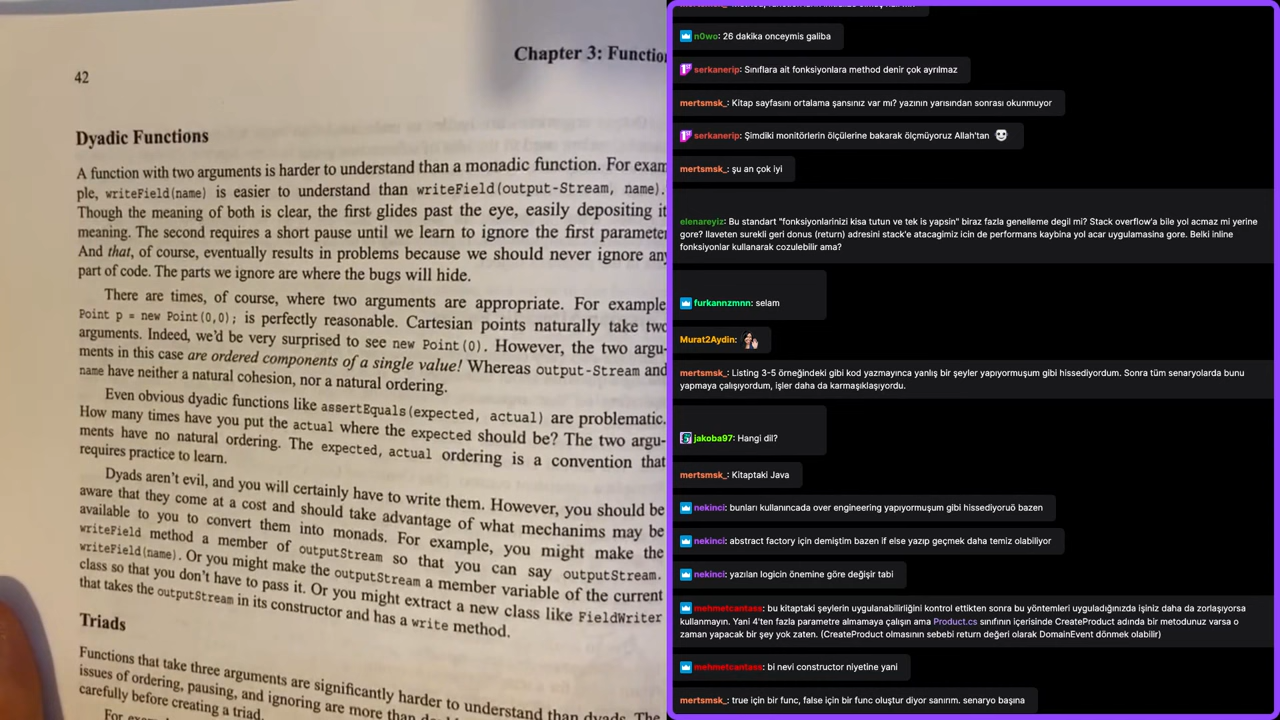 Chapter 3: Functio
42
Dyadic Functions
A function with two arguments is harder to understand than a monadic function. For exam
ple, writeField(name) is easier to understand than writeField(output-Stream, name).
Though the meaning of both is clear, the first glides past the eye, easily depositing it
meaning. The second requires a short pause until we learn to ignore the first parameter
And that, of course, eventually results in problems because we should never ignore any
part of code. The parts we ignore are where the bugs will hide.
There are times, of course, where two arguments are appropriate. For example
Point p = new Point(0,0); is perfectly reasonable. Cartesian points naturally take two
arguments. Indeed, we'd be very surprised to see new Point(0). However, the two argu-
ments in this case are ordered components of a single value! Whereas output-Stream and
name have neither a natural cohesion, nor a natural ordering.
Even obvious dyadic functions like assertEquals(expected, actual) are problematic.
How many times have you put the actual where the expected should be? The two argu-
ments have no natural ordering. The expected, actual ordering is a convention that
requires practice to learn.
Dyads aren't evil, and you will certainly have to write them. However, you should be
aware that they come at a cost and should take advantage of what mechanims may be
available to you to convert them into monads. For example, you might make the
writeField method a member of outputStream so that you can say outputStream.
writeField(name). Or you might make the outputStream a member variable of the current
class so that you don't have to pass it. Or you might extract a new class like FieldWriter
that takes the outputStream in its constructor and has a write method.
Triads
Functions that take three arguments are significantly harder to understand than dyads. The
issues of ordering, pausing, and ignoring are more than do
carefully before creating a triad.
For exam
n0wo: 26 dakika onceymis galiba
serkanerip: Sınıflara ait fonksiyonlara method denir çok ayrılmaz
mertsmsk_: Kitap sayfasını ortalama şansınız var mı? yazının yarısından sonrası okunmuyor
serkanerip: Şimdiki monitörlerin ölçülerine bakarak ölçmüyoruz Allah'tan
mertsmsk_: şu an çok iyi
elenareyiz: Bu standart "fonksiyonlarinizi kisa tutun ve tek is yapsin" biraz fazla genelleme degil mi? Stack overflow'a bile yol acmaz mi yerine
gore? Ilaveten surekli geri donus (return) adresini stack'e atacagimiz icin de performans kaybina yol acar uygulamasina gore. Belki inline
fonksiyonlar kullanarak cozulebilir ama?
furkannzmnn: selam
Murat2Aydin:
mertsmsk_: Listing 3-5 örneğindeki gibi kod yazmayınca yanlış bir şeyler yapıyormuşum gibi hissediyordum. Sonra tüm senaryolarda bunu
yapmaya çalışıyordum, işler daha da karmaşıklaşıyordu.
jakoba97: Hangi dil?
mertsmsk_: Kitaptaki Java
nekinci: bunları kullanıncada over engineering yapıyormuşum gibi hissediyoruö bazen
nekinci: abstract factory için demiştim bazen if else yazıp geçmek daha temiz olabiliyor
nekinci: yazılan logicin önemine göre değişir tabi
mehmetcantass: bu kitaptaki şeylerin uygulanabilirliğini kontrol ettikten sonra bu yöntemleri uyguladığınızda işiniz daha da zorlaşıyorsa
kullanmayın. Yani 4'ten fazla parametre almamaya çalışın ama Product.cs sınıfının içerisinde CreateProduct adında bir metodunuz varsa o
zaman yapacak bir şey yok zaten. (CreateProduct olmasının sebebi return değeri olarak DomainEvent dönmek olabilir)
mehmetcantass: bi nevi constructor niyetine yani
mertsmsk_: true için bir func, false için bir func oluştur diyor sanırım. senaryo başına